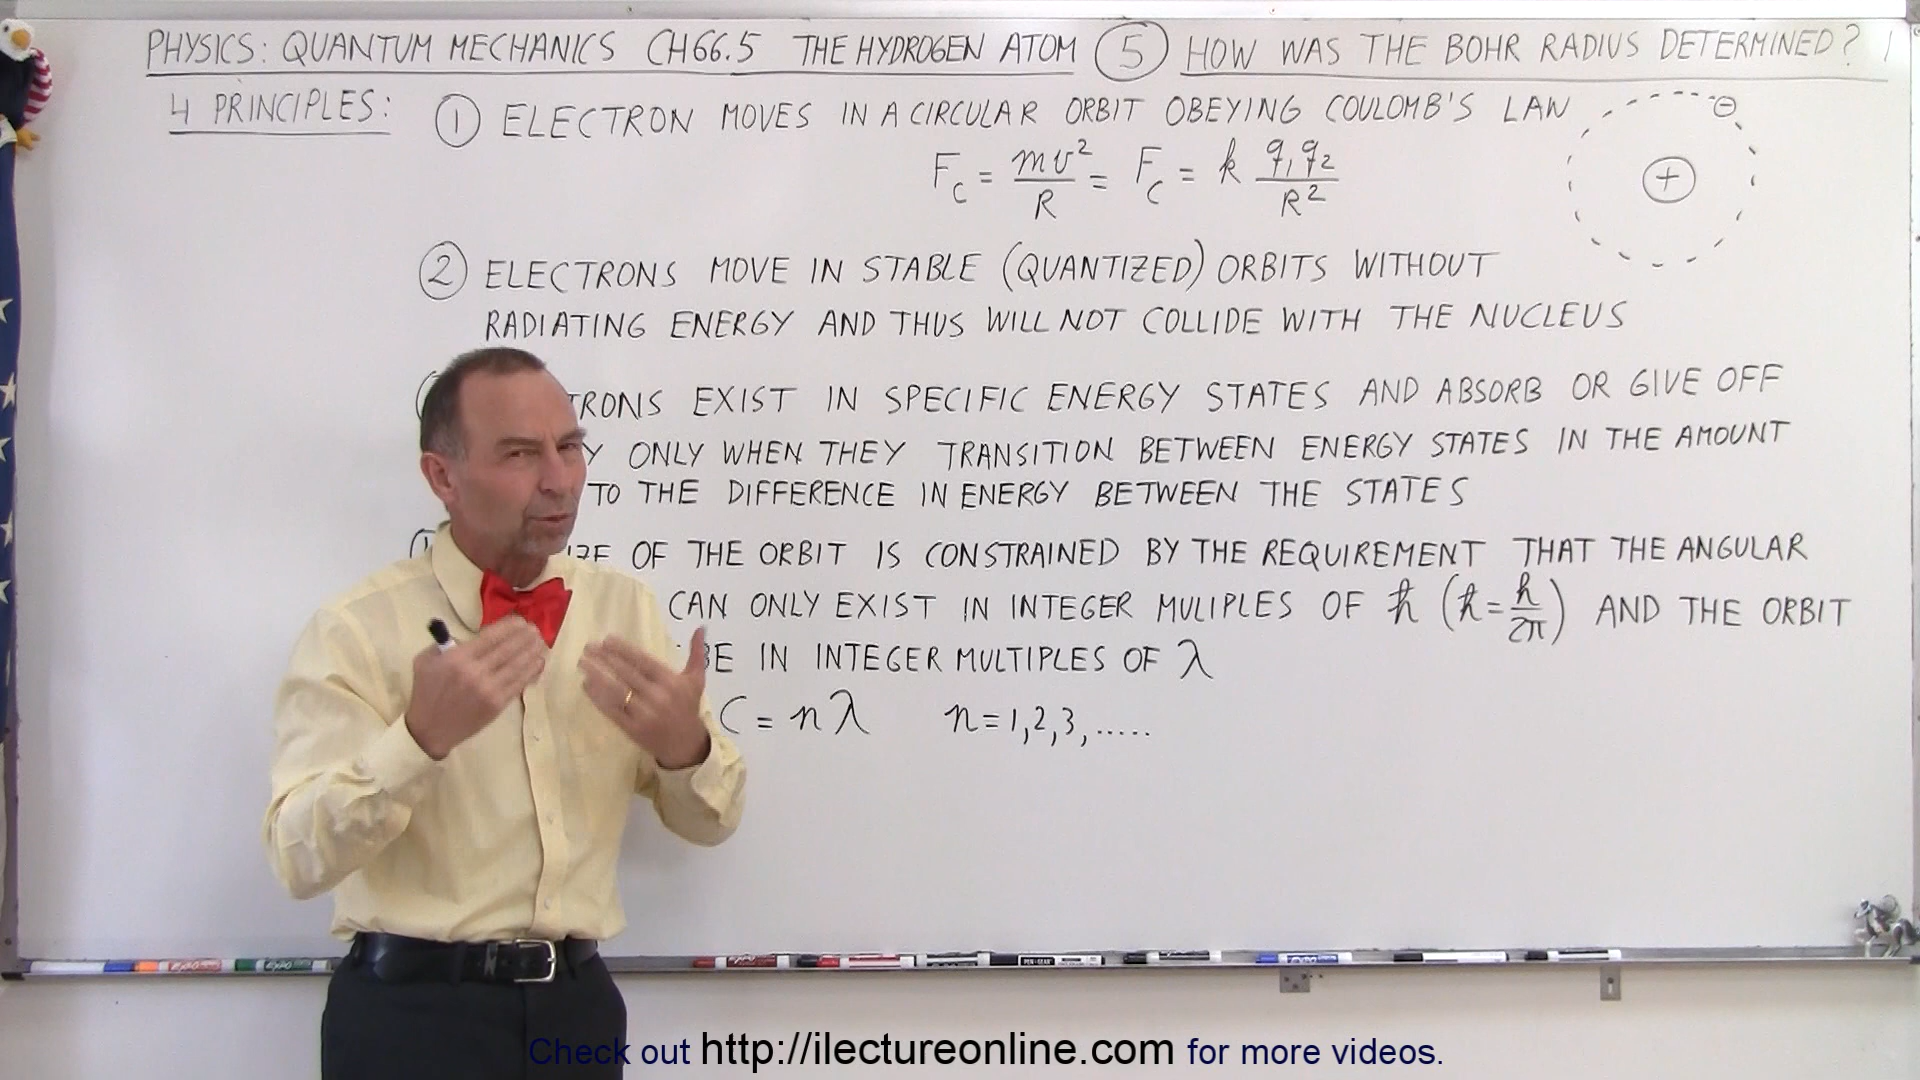 PHYSICS: QUANTUM MECHANICS CH 66.5 THE HYDROGEN ATOM ⑤ HOW WAS THE BOHR RADIUS DETERMINED? 1
4 PRINCIPLES: ① ELECTRON MOVES IN A CIRCULAR ORBIT OBEYING COULOMB'S LAW
F_C = mv²/R = F_C = k q₁q₂/R²
② ELECTRONS MOVE IN STABLE (QUANTIZED) ORBITS WITHOUT
RADIATING ENERGY AND THUS WILL NOT COLLIDE WITH THE NUCLEUS
TRONS EXIST IN SPECIFIC ENERGY STATES AND ABSORB OR GIVE OFF
Y ONLY WHEN THEY TRANSITION BETWEEN ENERGY STATES IN THE AMOUNT
TO THE DIFFERENCE IN ENERGY BETWEEN THE STATES
IZE OF THE ORBIT IS CONSTRAINED BY THE REQUIREMENT THAT THE ANGULAR
CAN ONLY EXIST IN INTEGER MULIPLES OF ħ (ħ = h/2π) AND THE ORBIT
BE IN INTEGER MULTIPLES OF λ
C = nλ n = 1,2,3,.....
Check out http://ilectureonline.com for more videos.